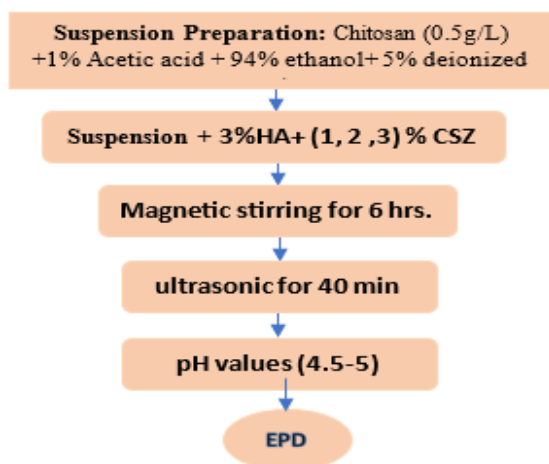 Suspension Preparation: Chitosan (0.5g/L)
+1% Acetic acid + 94% ethanol+ 5% deionized
.
Suspension + 3%HA+ (1, 2 ,3) % CSZ
Magnetic stirring for 6 hrs.
ultrasonic for 40 min
pH values (4.5-5)
EPD